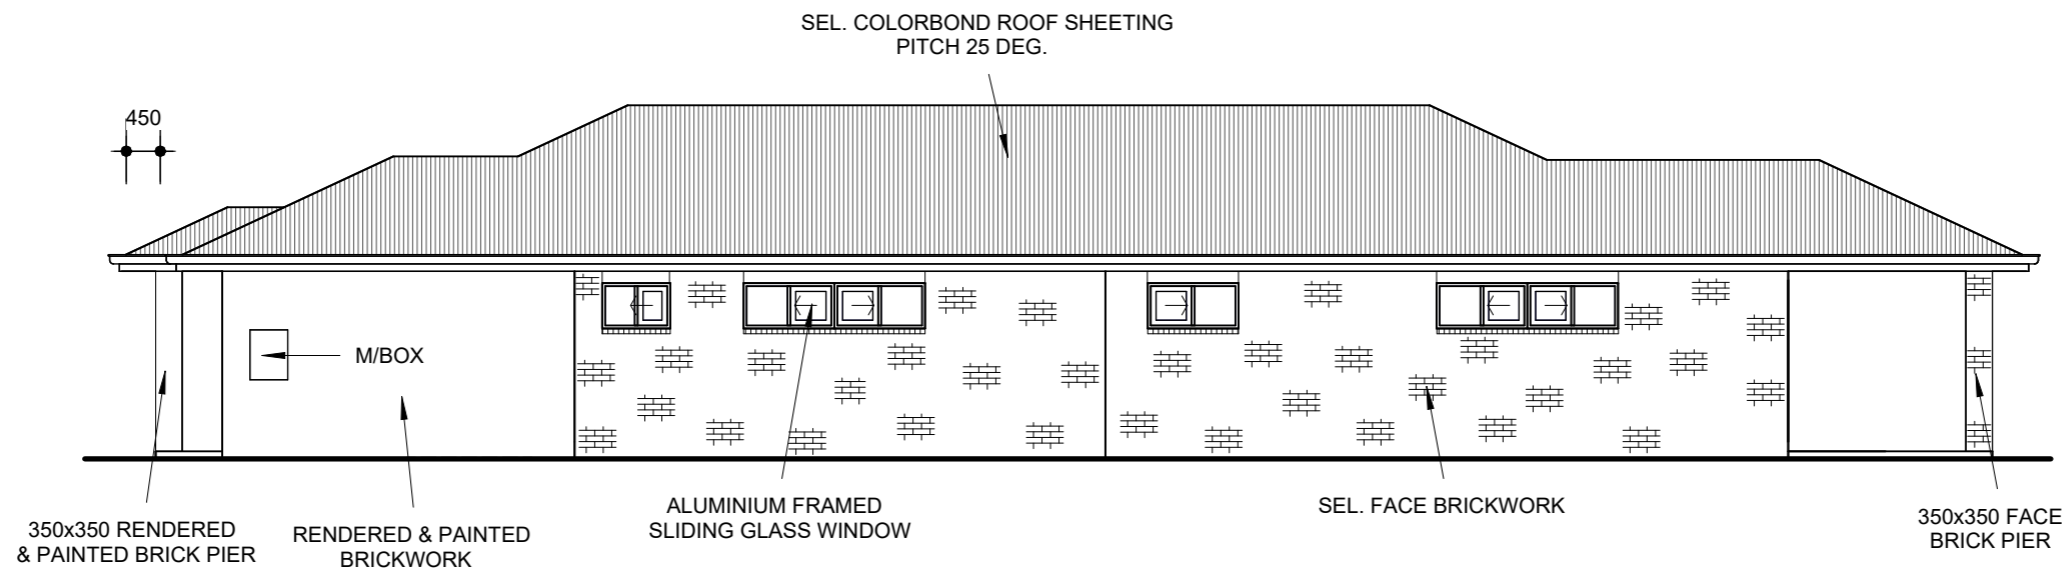 SEL. COLORBOND ROOF SHEETING
PITCH 25 DEG.
450
M/BOX
350x350 RENDERED
& PAINTED BRICK PIER
RENDERED & PAINTED
BRICKWORK
ALUMINIUM FRAMED
SLIDING GLASS WINDOW
SEL. FACE BRICKWORK
350x350 FACE
BRICK PIER